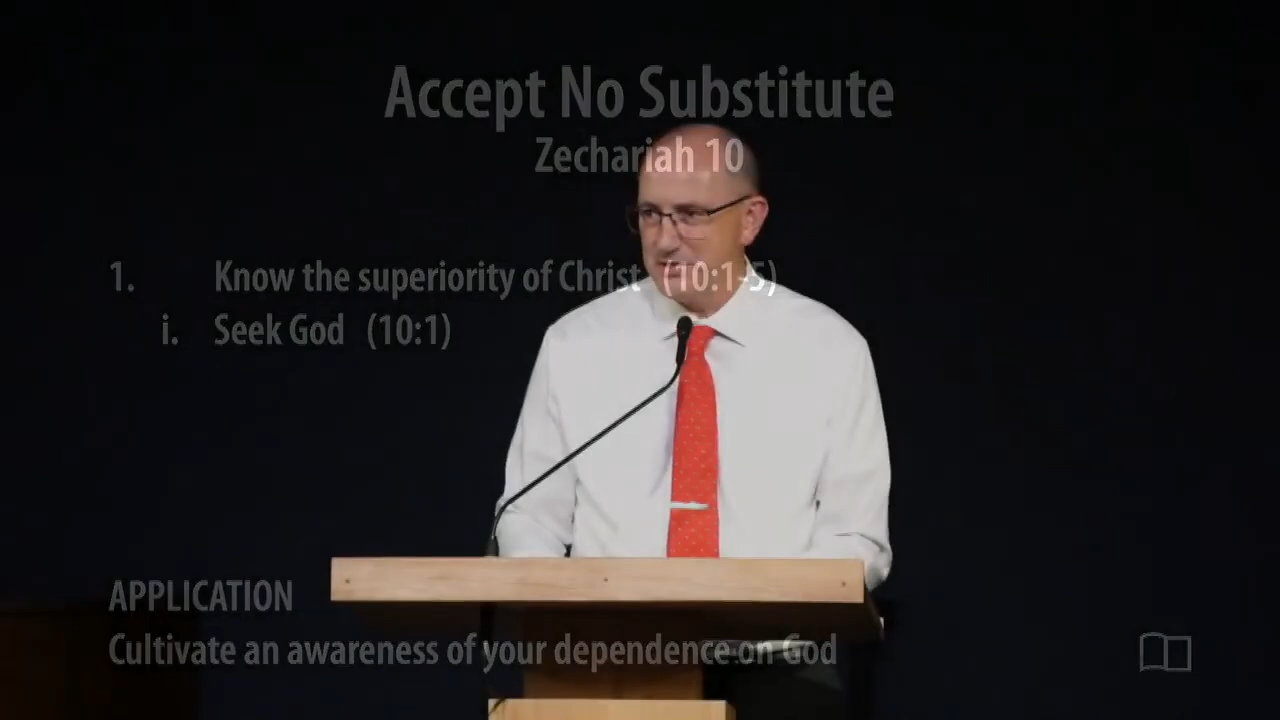 Accept No Substitute
Zechariah 10
1. Know the superiority of Christ (10:1-5)
i. Seek God (10:1)
APPLICATION
Cultivate an awareness of your dependence on God